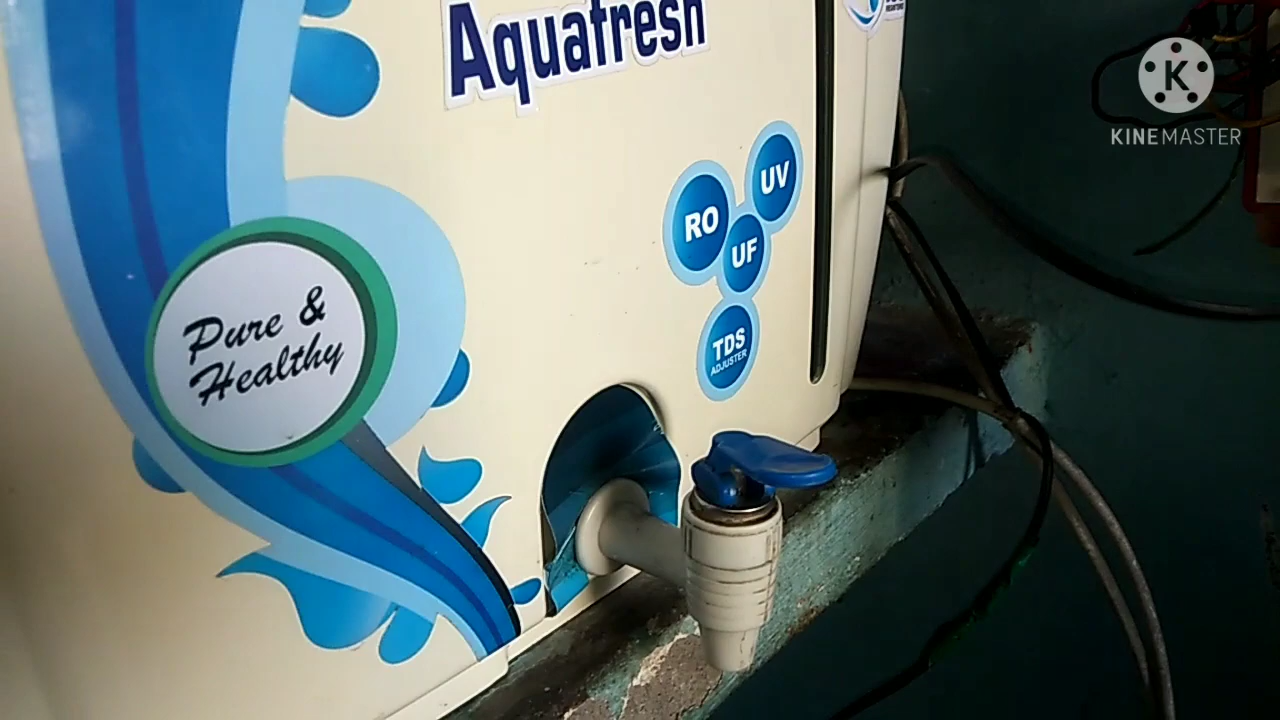 Aquafresh
K
KINEMASTER
UV
RO
UF
TDS
ADJUSTER
Pure &
Healthy